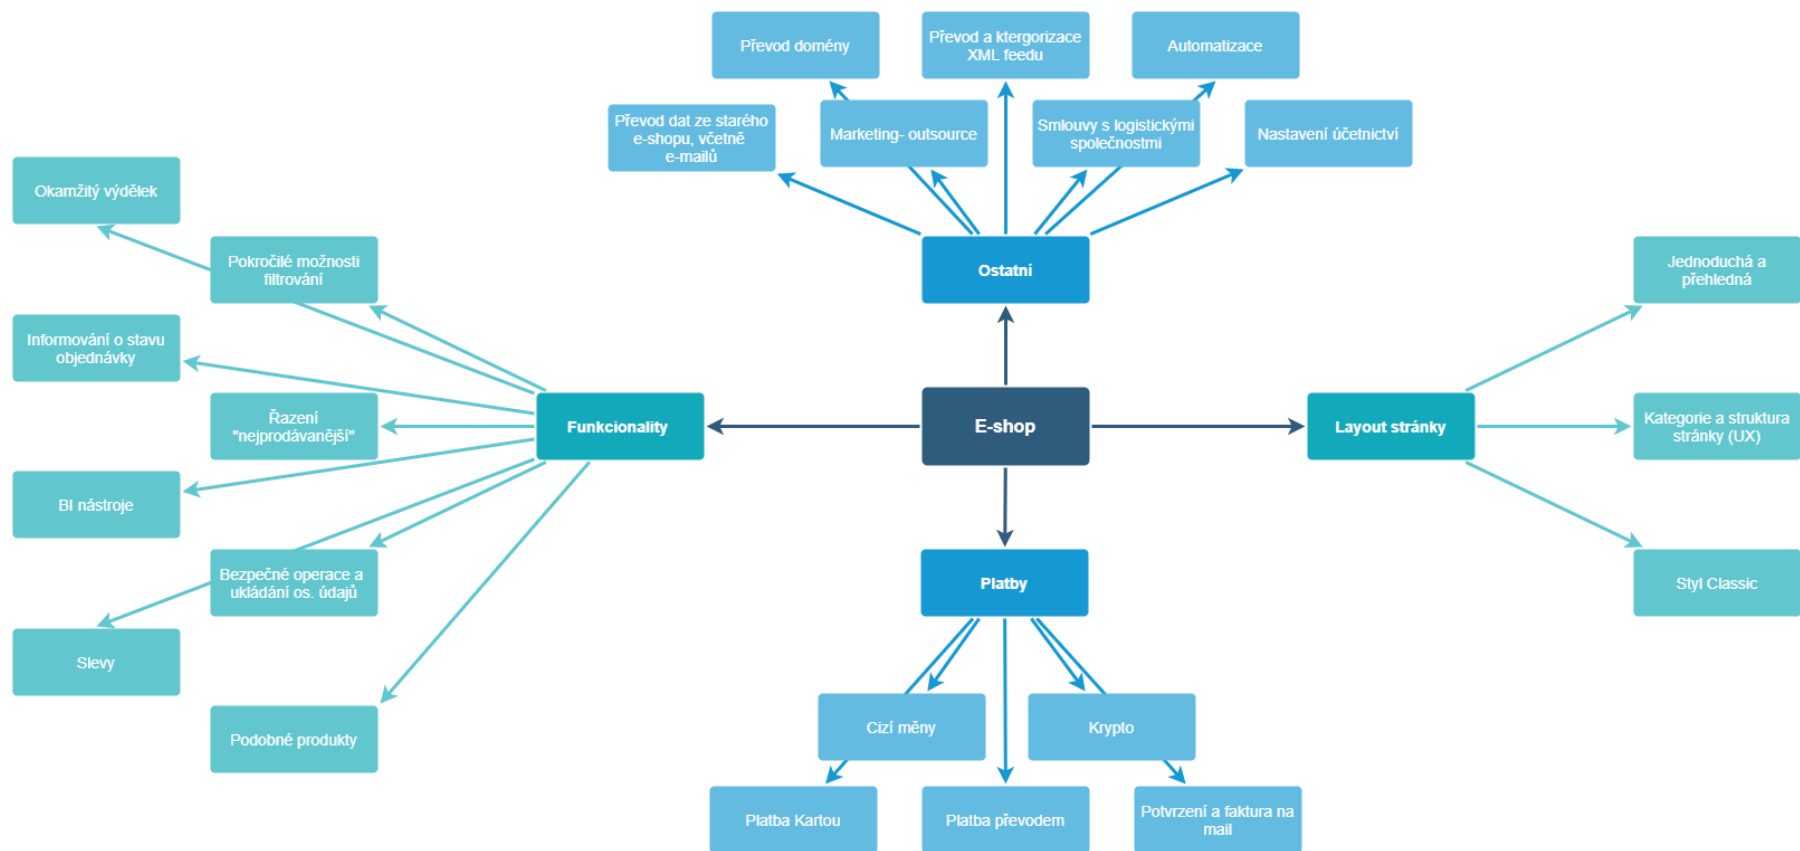 Převod domény
Převod a ktergorizace
XML feedu
Automatizace
Převod dat ze starého
e-shopu, včetně
e-mailů
Marketing- outsource
Smlouvy s logistickými
společnostmi
Nastavení účetnictví
Okamžitý výdělek
Pokročilé možnosti
filtrování
Ostatní
Jednoduchá a
přehledná
Informování o stavu
objednávky
Řazení
"nejprodávanější"
Funkcionality
E-shop
Layout stránky
Kategorie a struktura
stránky (UX)
BI nástroje
Bezpečné operace a
ukládání os. údajů
Platby
Styl Classic
Slevy
Podobné produkty
Cizí měny
Krypto
Platba Kartou
Platba převodem
Potvrzení a faktura na
mail